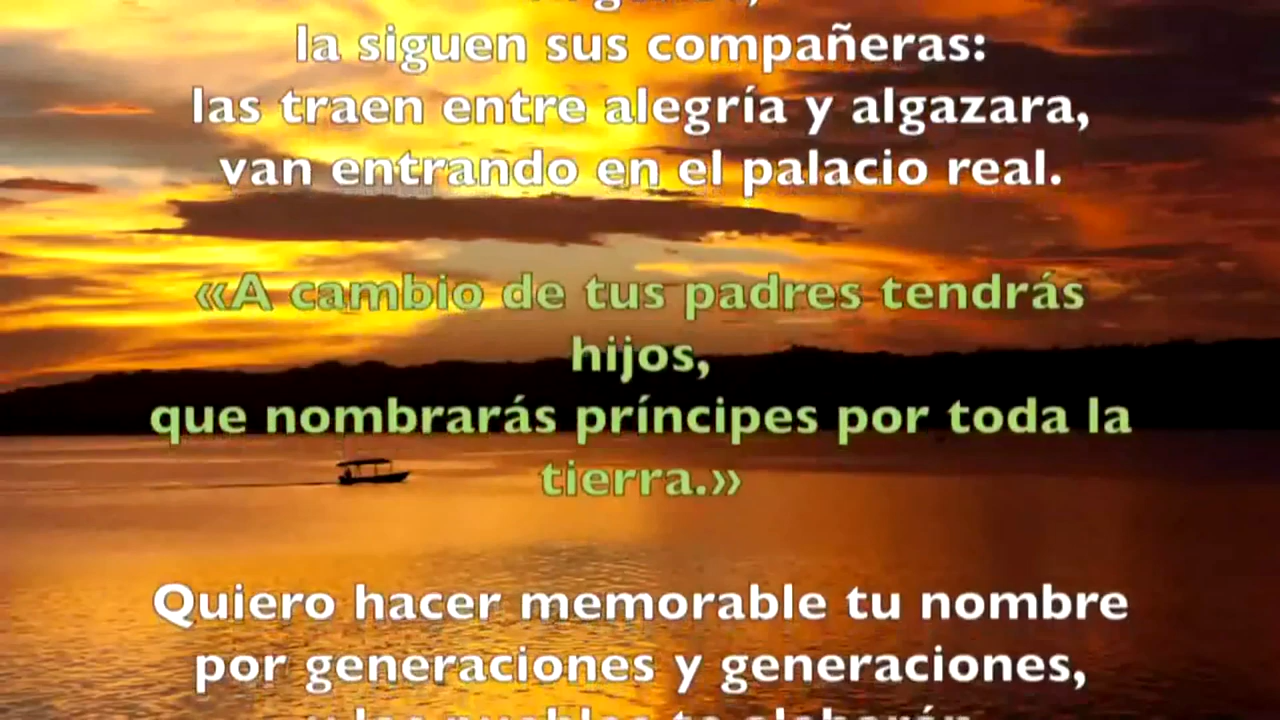 la siguen sus compañeras:
las traen entre alegría y algazara,
van entrando en el palacio real.
«A cambio de tus padres tendrás
hijos,
que nombrarás príncipes por toda la
tierra.»
Quiero hacer memorable tu nombre
por generaciones y generaciones,